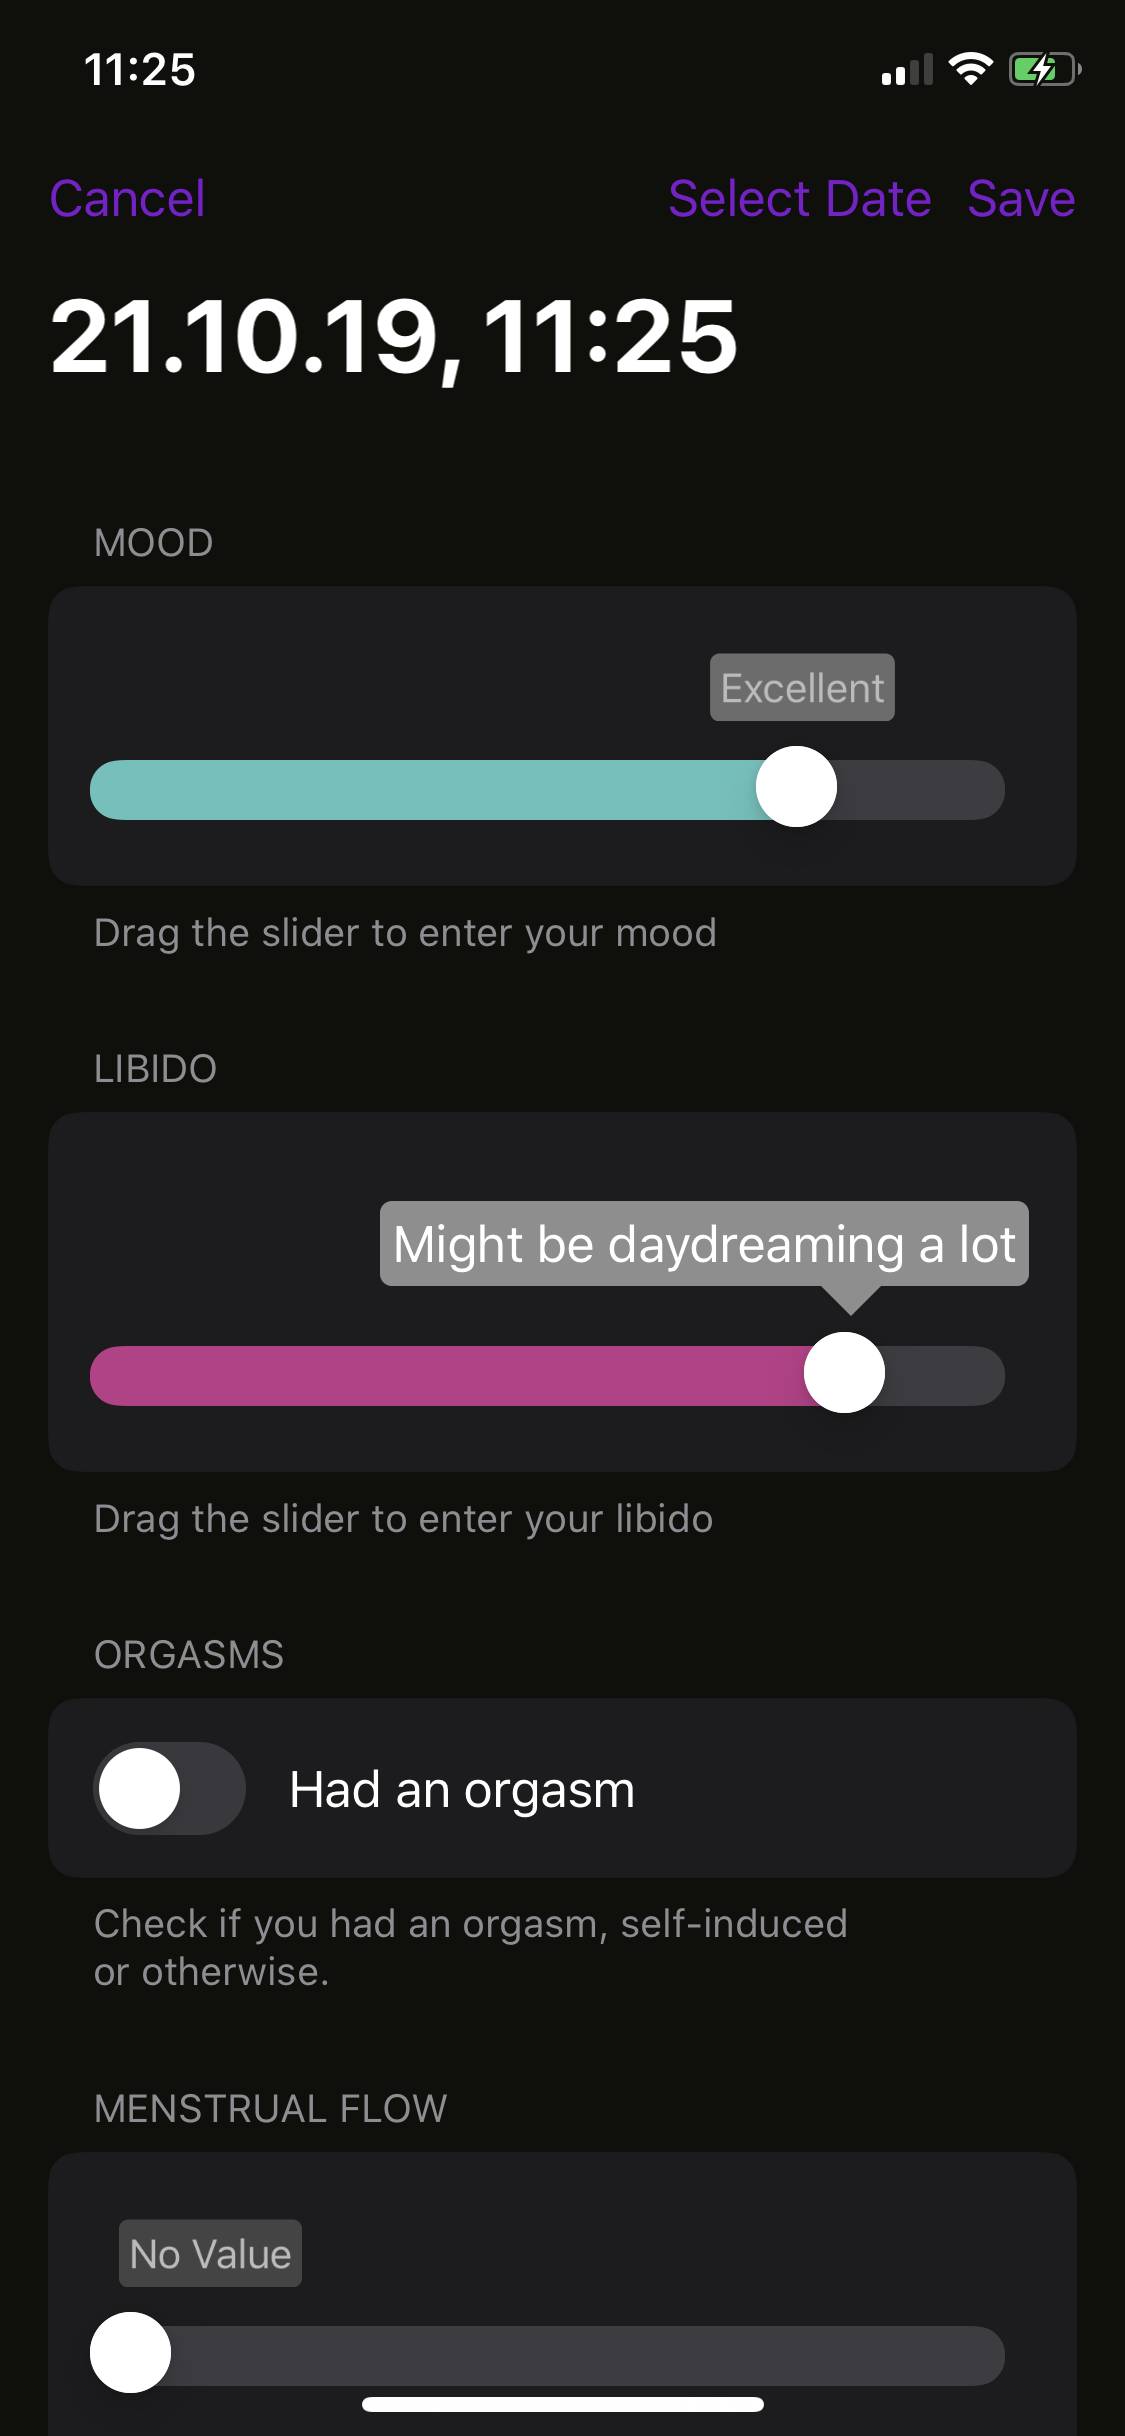 11:25
Cancel Select Date Save
21.10.19, 11:25
MOOD
Excellent
Drag the slider to enter your mood
LIBIDO
Might be daydreaming a lot
Drag the slider to enter your libido
ORGASMS
Had an orgasm
Check if you had an orgasm, self-induced
or otherwise.
MENSTRUAL FLOW
No Value